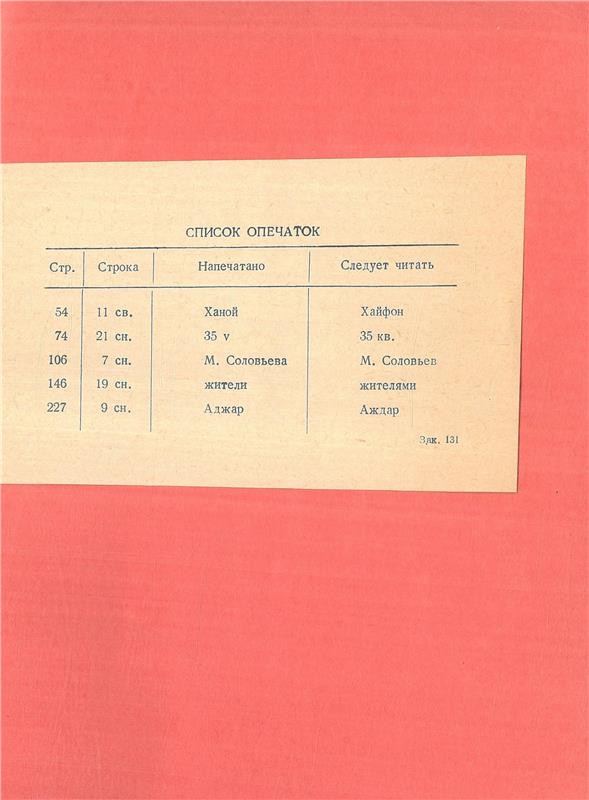 СПИСОК ОПЕЧАТОК
Стр. Строка Напечатано Следует читать
54 11 св. Ханой Хайфон
74 21 сн. 35 v 35 кв.
106 7 сн. М. Соловьева М. Соловьев
146 19 сн. жители жителями
227 9 сн. Аджар Аждар
Зак. 131